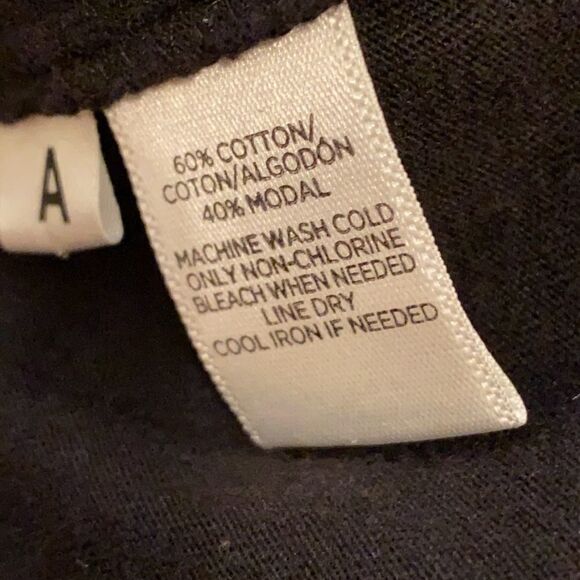 A
60% COTTON/
COTON/ALGODÓN
40% MODAL
MACHINE WASH COLD
ONLY NON-CHLORINE
BLEACH WHEN NEEDED
LINE DRY
COOL IRON IF NEEDED